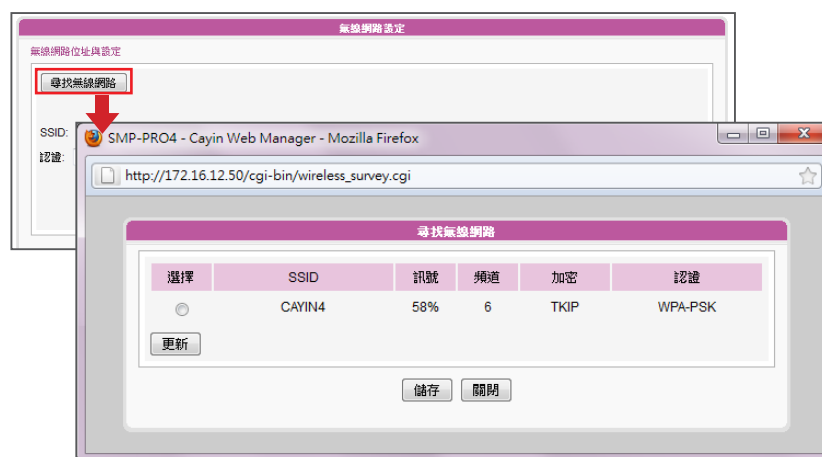 無線網路設定
無線網路位址與設定
尋找無線網路
SSID:
認證:
SMP-PRO4 - Cayin Web Manager - Mozilla Firefox
http://172.16.12.50/cgi-bin/wireless_survey.cgi
尋找無線網路
選擇 SSID 訊號 頻道 加密 認證
CAYIN4 58% 6 TKIP WPA-PSK
更新
儲存 關閉